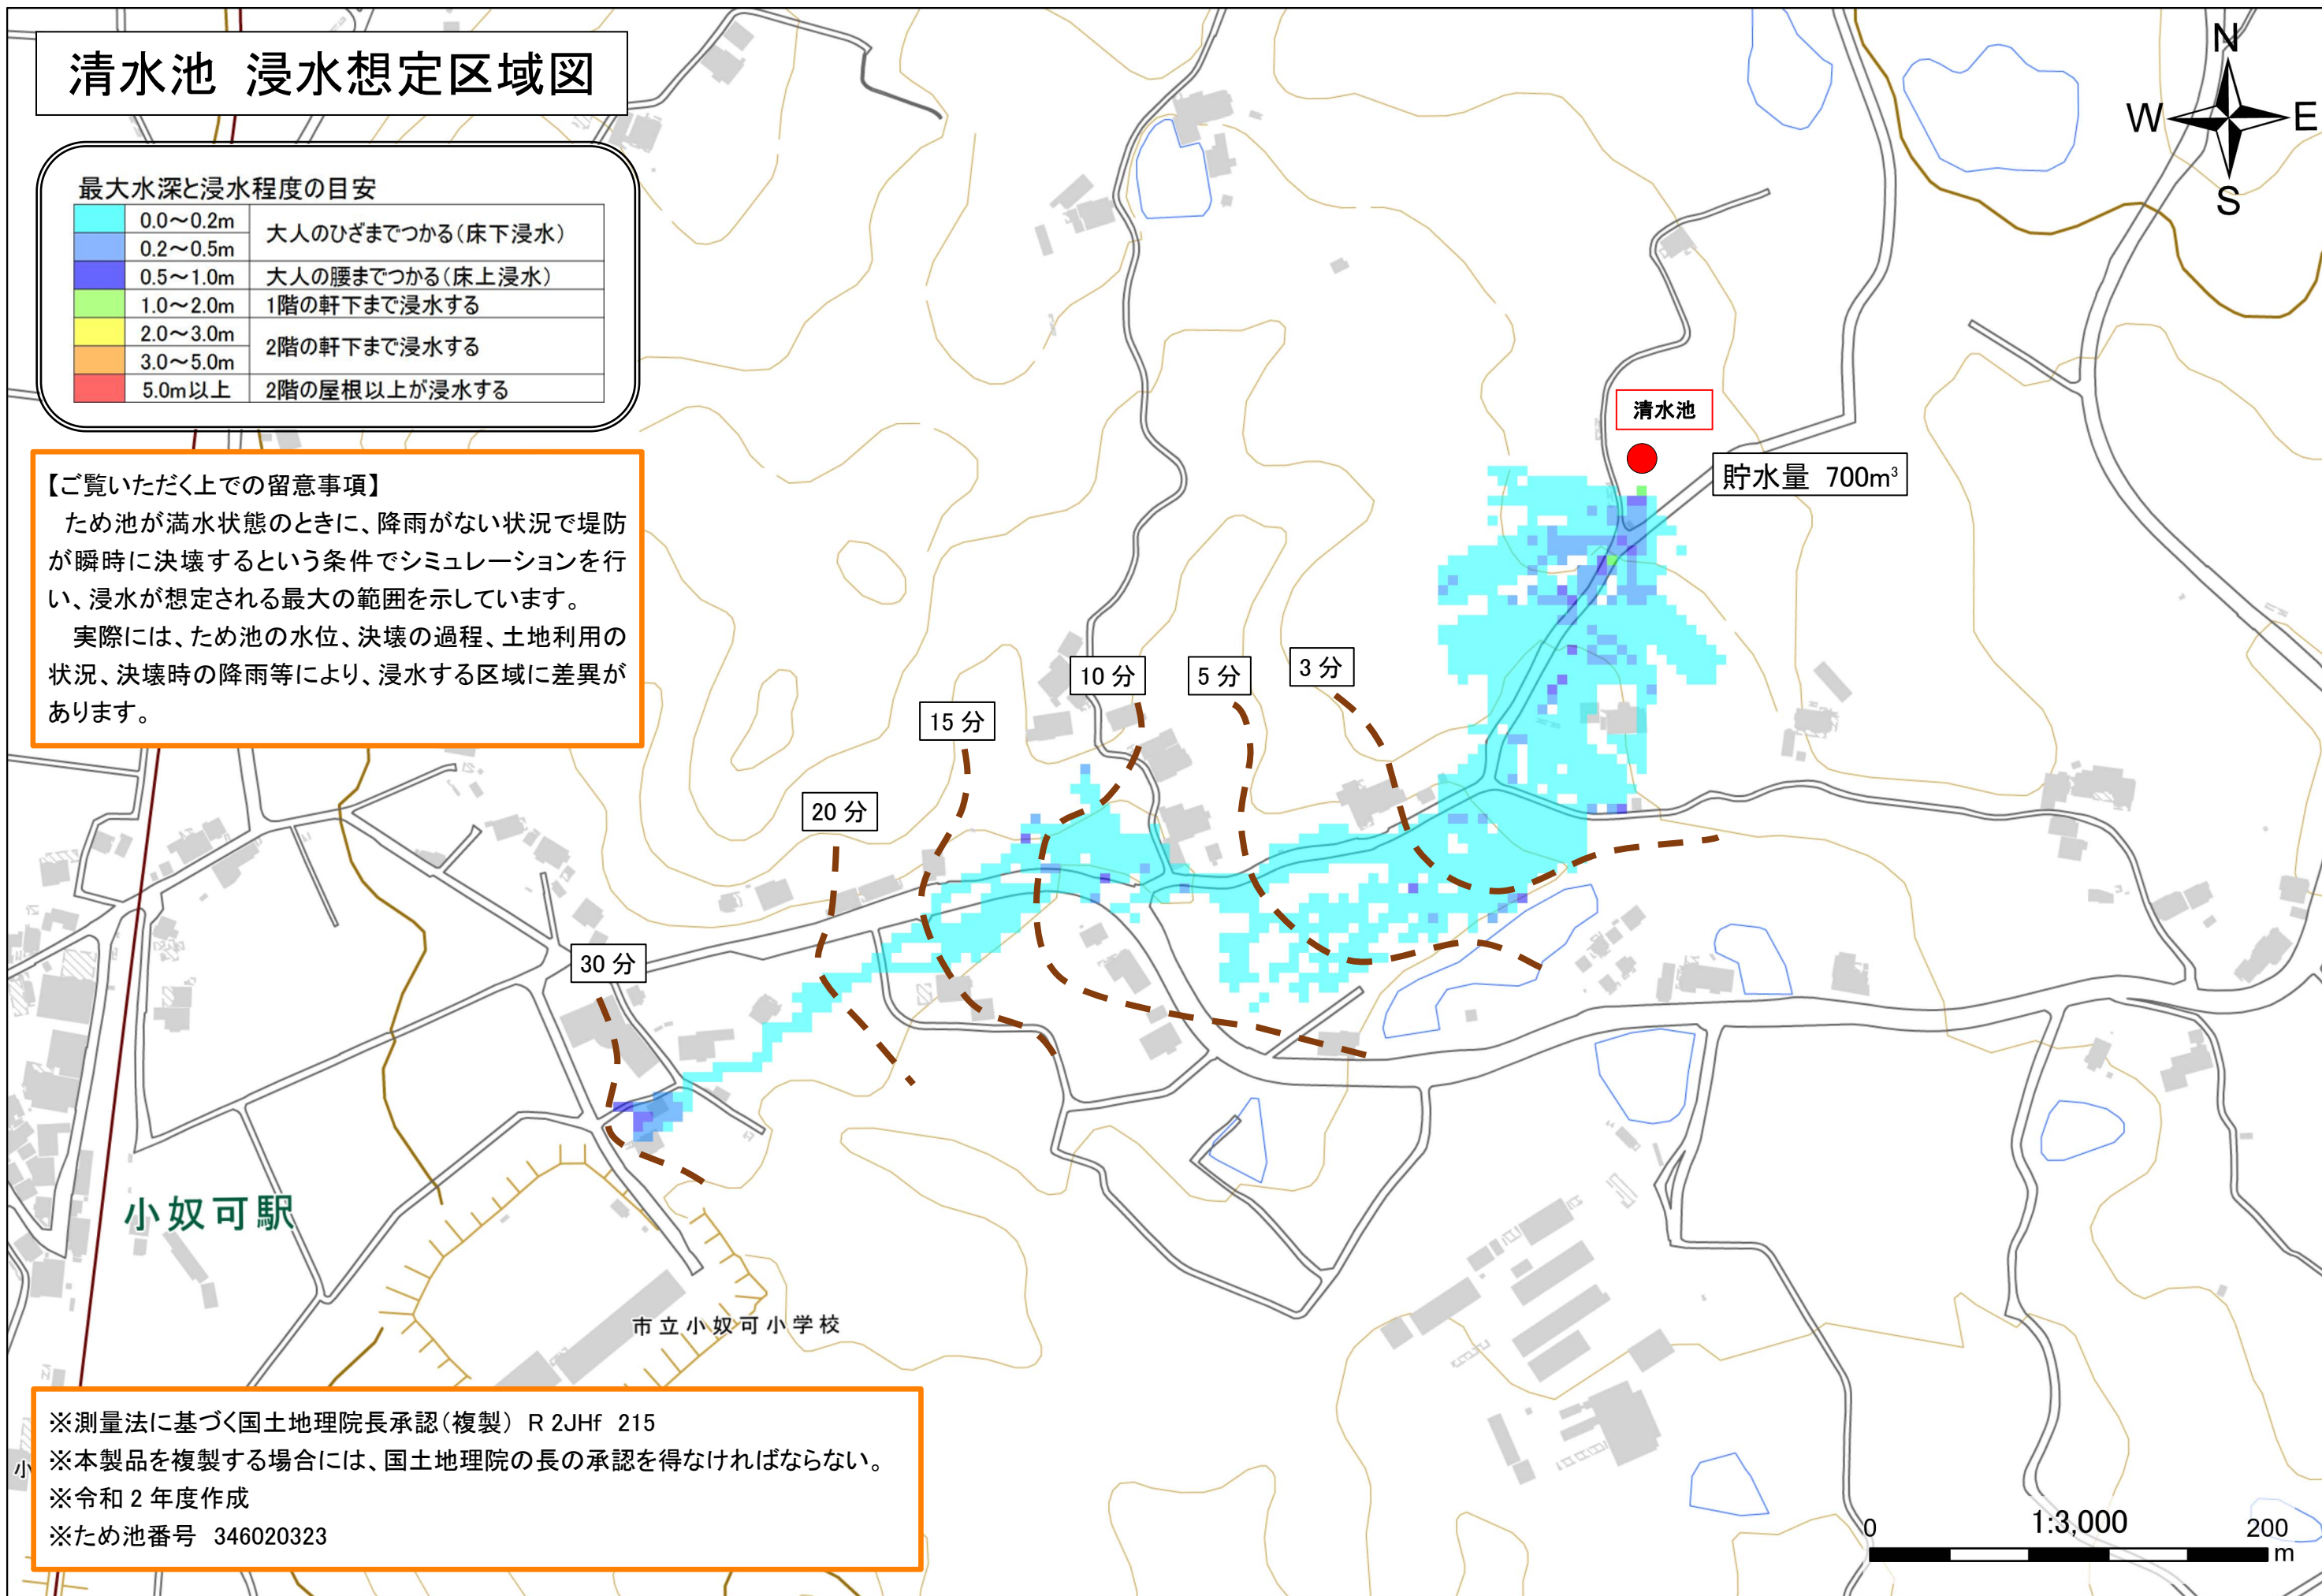 清水池 浸水想定区域図
N
W
E
S
最大水深と浸水程度の目安
0.0～0.2m
大人のひざまでつかる（床下浸水）
0.2～0.5m
0.5～1.0m
大人の腰までつかる（床上浸水）
1.0～2.0m
1階の軒下まで浸水する
2.0～3.0m
2階の軒下まで浸水する
3.0～5.0m
5.0m以上
2階の屋根以上が浸水する
清水池
貯水量 700m³
【ご覧いただく上での留意事項】
ため池が満水状態のときに、降雨がない状況で堤防
が瞬時に決壊するという条件でシミュレーションを行
い、浸水が想定される最大の範囲を示しています。
実際には、ため池の水位、決壊の過程、土地利用の
状況、決壊時の降雨等により、浸水する区域に差異が
あります。
3 分
5 分
10 分
15 分
20 分
30 分
小奴可駅
市立小奴可小学校
※測量法に基づく国土地理院長承認（複製） R 2JHf 215
※本製品を複製する場合には、国土地理院の長の承認を得なければならない。
※令和 2 年度作成
※ため池番号 346020323
小
0
1:3,000
200
m